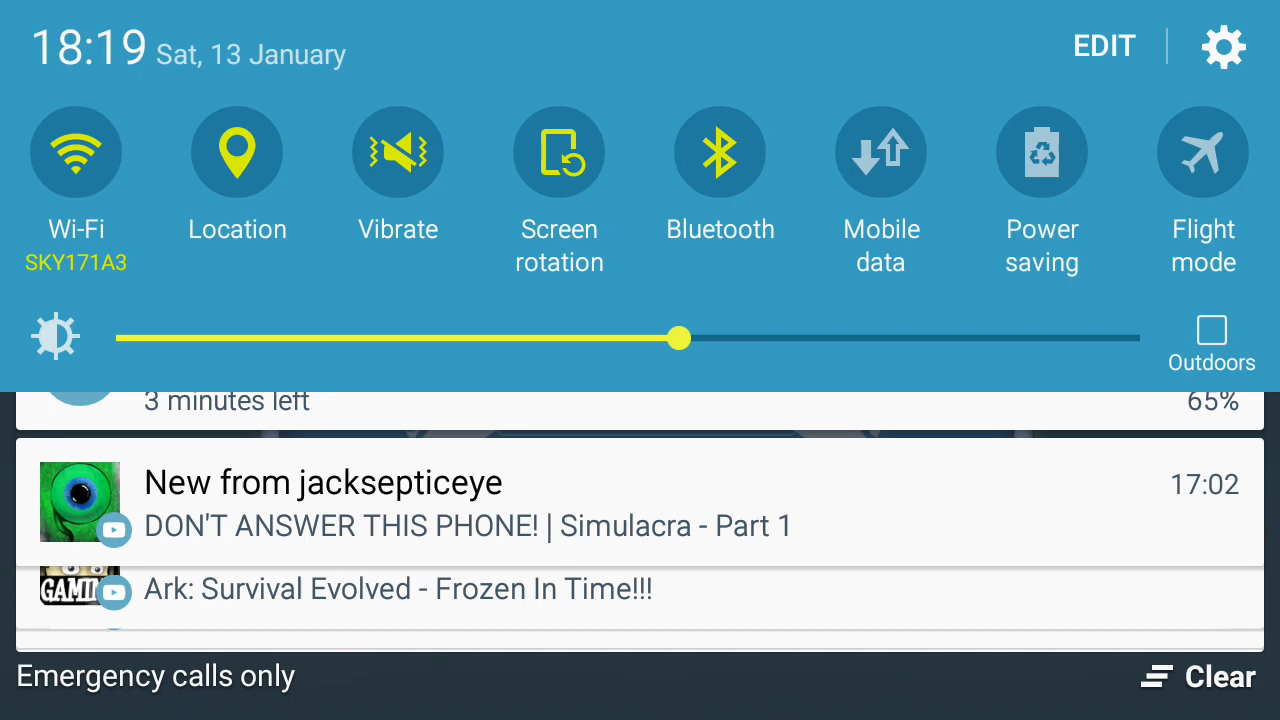 18:19 Sat, 13 January EDIT
Wi-Fi Location Vibrate Screen rotation Bluetooth Mobile data Power saving Flight mode
SKY171A3
Outdoors
3 minutes left 65%
New from jacksepticeye 17:02
DON'T ANSWER THIS PHONE! | Simulacra - Part 1
GAMING
Ark: Survival Evolved - Frozen In Time!!!
Emergency calls only Clear